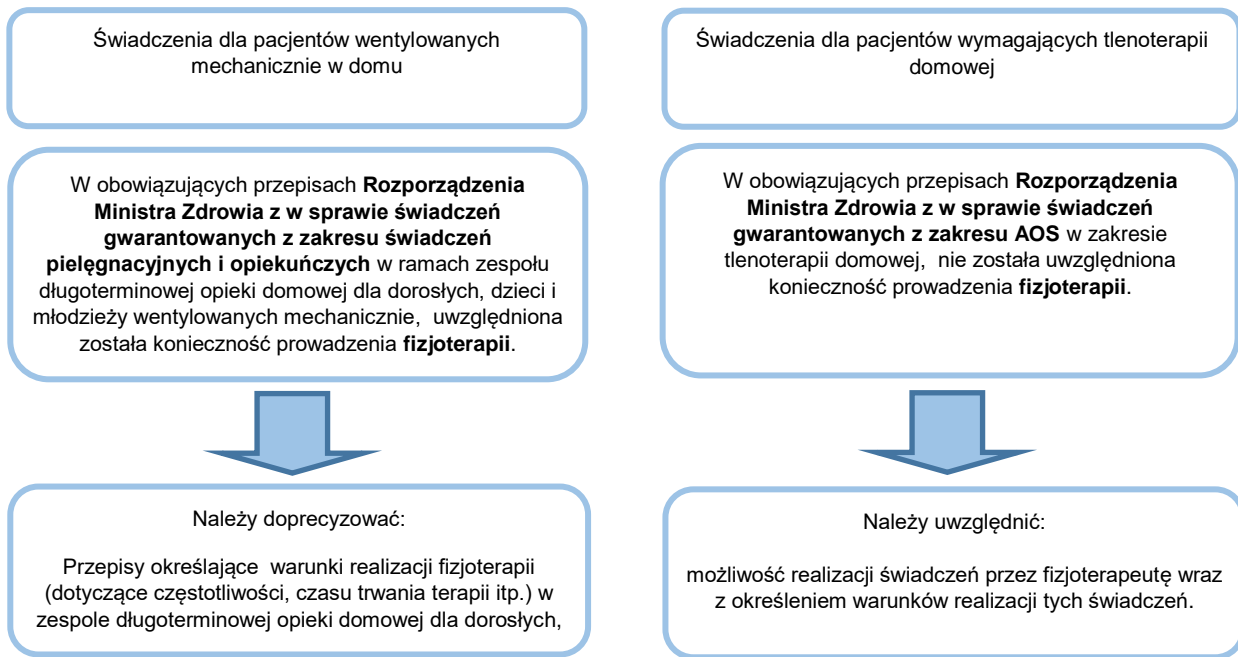 Świadczenia dla pacjentów wentylowanych
mechanicznie w domu
W obowiązujących przepisach Rozporządzenia
Ministra Zdrowia z w sprawie świadczeń
gwarantowanych z zakresu świadczeń
pielęgnacyjnych i opiekuńczych w ramach zespołu
długoterminowej opieki domowej dla dorosłych, dzieci i
młodzieży wentylowanych mechanicznie, uwzględniona
została konieczność prowadzenia fizjoterapii.
Należy doprecyzować:
Przepisy określające warunki realizacji fizjoterapii
(dotyczące częstotliwości, czasu trwania terapii itp.) w
zespole długoterminowej opieki domowej dla dorosłych,
Świadczenia dla pacjentów wymagających tlenoterapii
domowej
W obowiązujących przepisach Rozporządzenia
Ministra Zdrowia z w sprawie świadczeń
gwarantowanych z zakresu AOS w zakresie
tlenoterapii domowej, nie została uwzględniona
konieczność prowadzenia fizjoterapii.
Należy uwzględnić:
możliwość realizacji świadczeń przez fizjoterapeutę wraz
z określeniem warunków realizacji tych świadczeń.